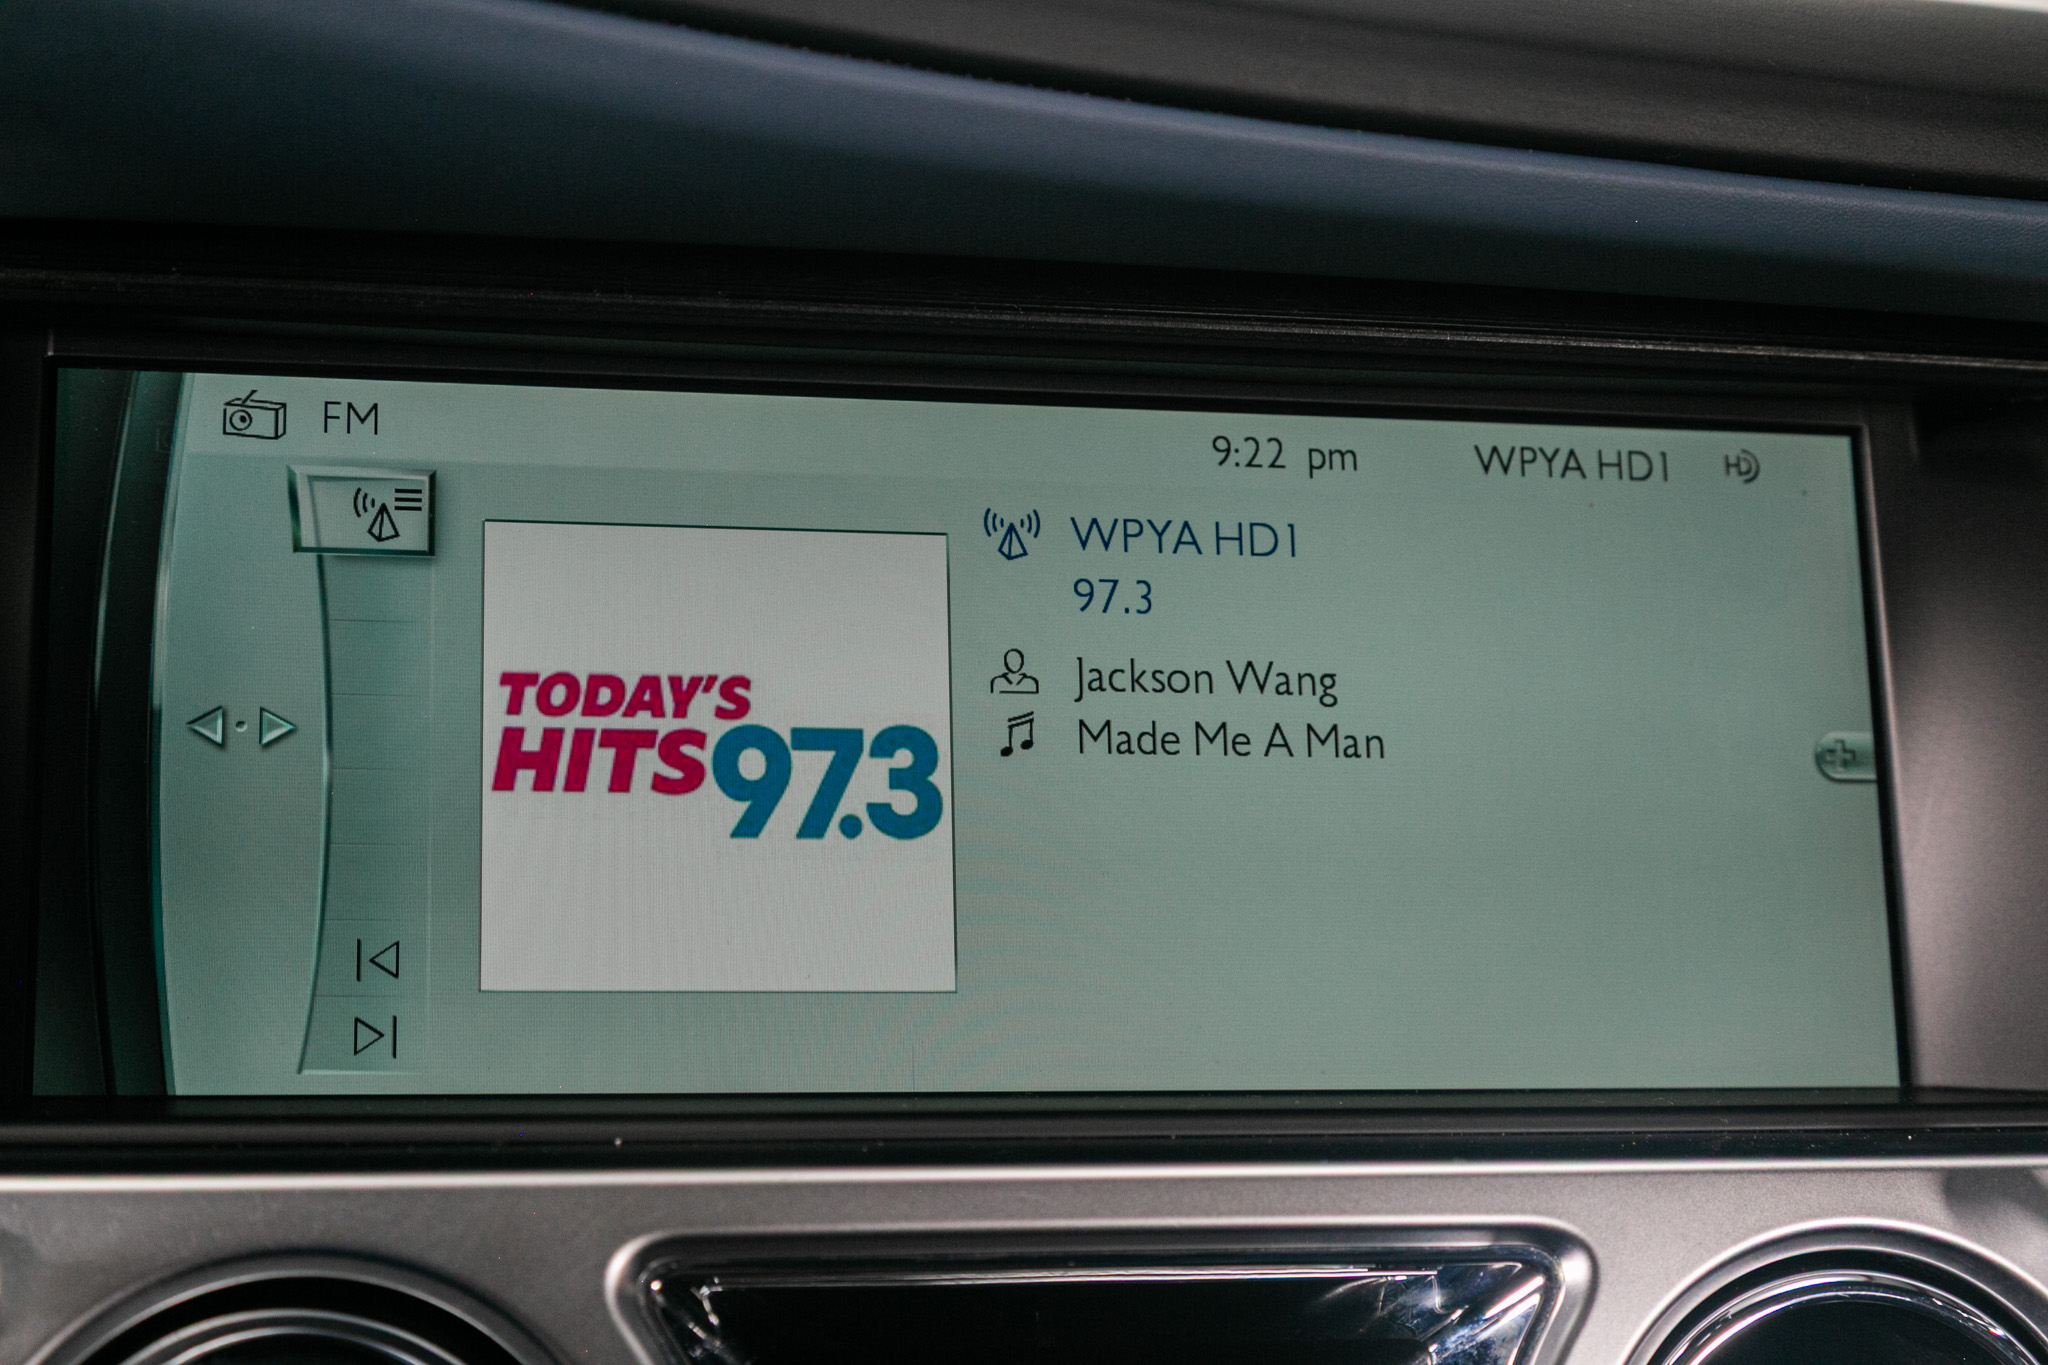 FM
9:22 pm
WPYA HD1
HD
WPYA HD1
97.3
Jackson Wang
Made Me A Man
TODAY'S
HITS 97.3